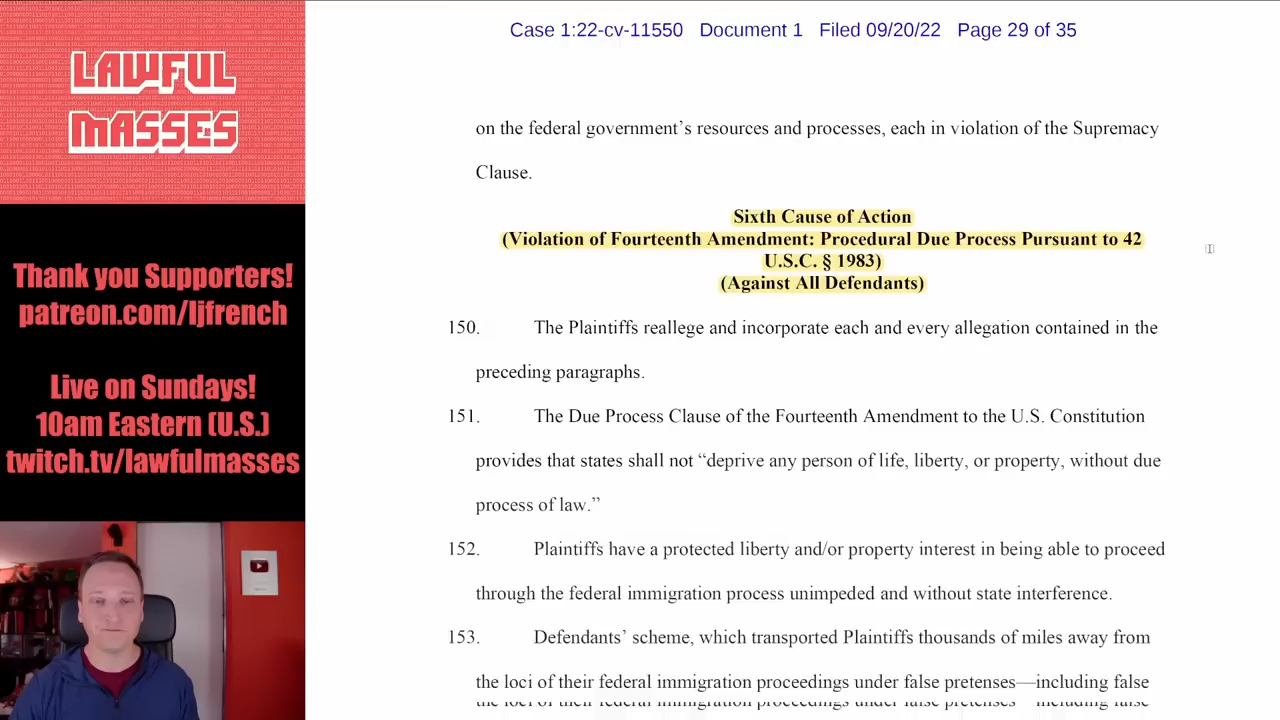 LAWFUL
MASSES
Thank you Supporters!
patreon.com/ljfrench
Live on Sundays!
10am Eastern (U.S.)
twitch.tv/lawfulmasses
Case 1:22-cv-11550 Document 1 Filed 09/20/22 Page 29 of 35
on the federal government’s resources and processes, each in violation of the Supremacy
Clause.
Sixth Cause of Action
(Violation of Fourteenth Amendment: Procedural Due Process Pursuant to 42
U.S.C. § 1983)
(Against All Defendants)
150. The Plaintiffs reallege and incorporate each and every allegation contained in the
preceding paragraphs.
151. The Due Process Clause of the Fourteenth Amendment to the U.S. Constitution
provides that states shall not “deprive any person of life, liberty, or property, without due
process of law.”
152. Plaintiffs have a protected liberty and/or property interest in being able to proceed
through the federal immigration process unimpeded and without state interference.
153. Defendants’ scheme, which transported Plaintiffs thousands of miles away from
the loci of their federal immigration proceedings under false pretenses—including false